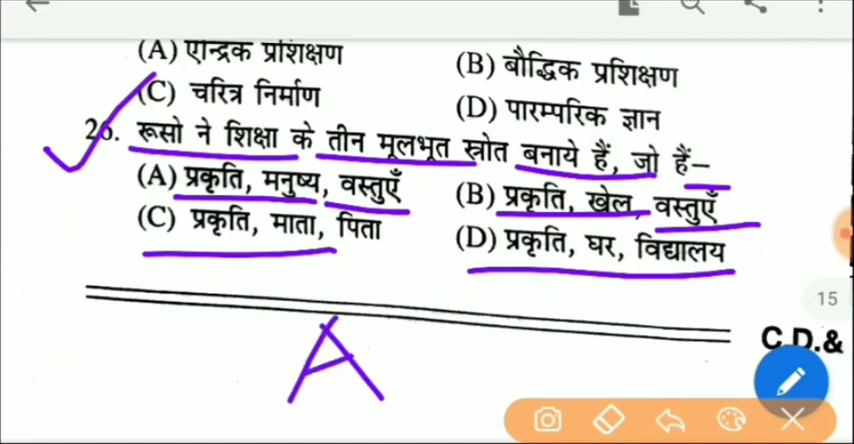 (A) ऐन्द्रिक प्रशिक्षण (B) बौद्धिक प्रशिक्षण
(C) चरित्र निर्माण (D) पारम्परिक ज्ञान
26. रूसो ने शिक्षा के तीन मूलभूत स्रोत बनाये हैं, जो हैं–
(A) प्रकृति, मनुष्य, वस्तुएँ (B) प्रकृति, खेल, वस्तुएँ
(C) प्रकृति, माता, पिता (D) प्रकृति, घर, विद्यालय
15
C.D.&
A